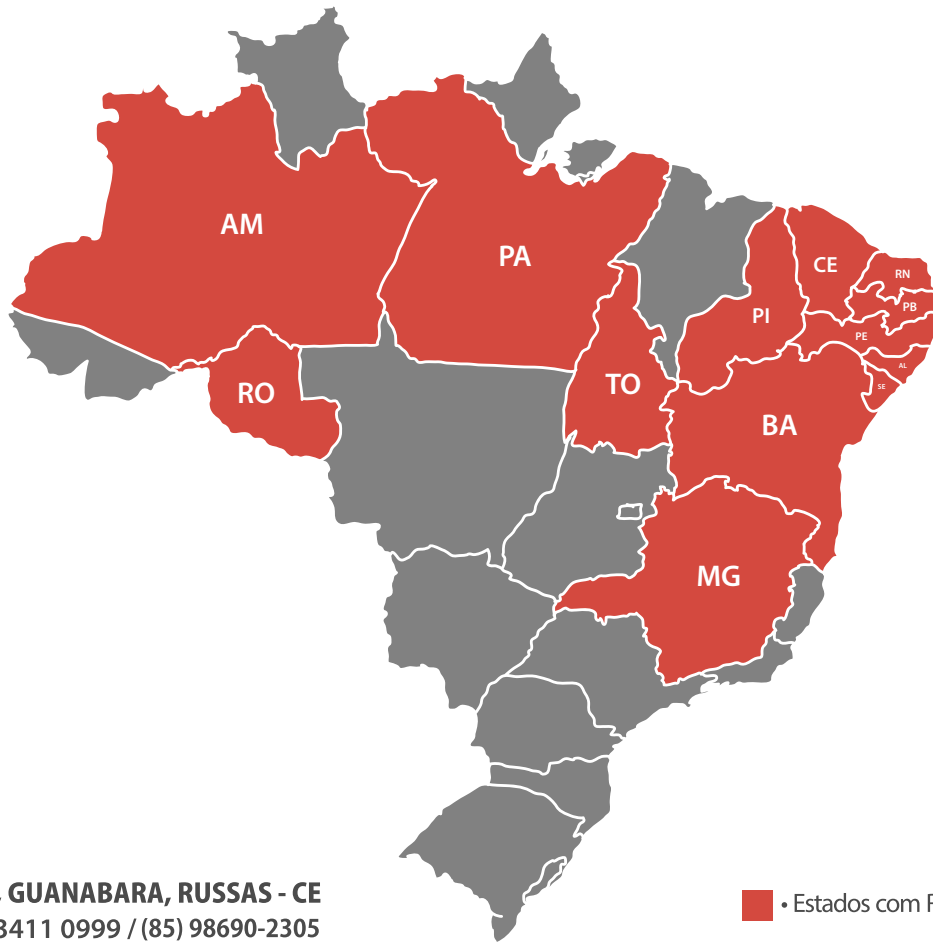 AM
PA
CE
RN
PB
PI
PE
AL
SE
RO
TO
BA
MG
GUANABARA, RUSSAS - CE
3411 0999 / (85) 98690-2305
• Estados com